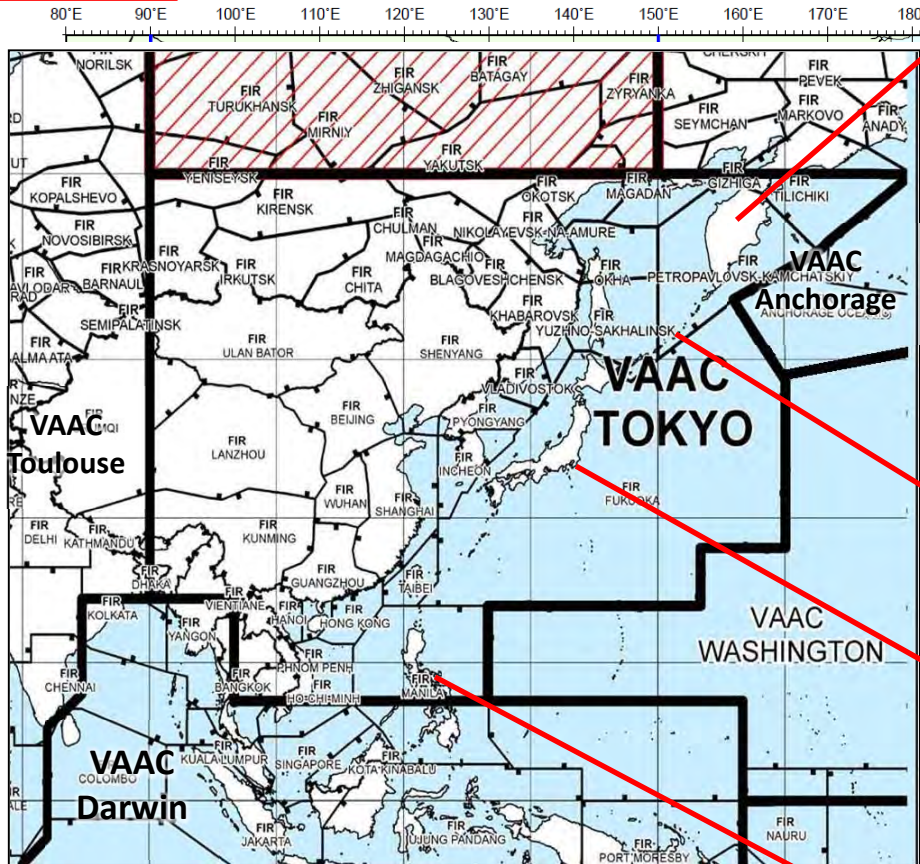 80°E 90°E 100°E 110°E 120°E 130°E 140°E 150°E 160°E 170°E 180
FIR
NORILSK
FIR
TURUKHANSK
FIR
MIRNIY
FIR
ZHIGANSK
FIR
BATAGAY
FIR
ZYRYANKA
FIR
PEVEK
FIR
SEYMCHAN
FIR
MARKOVO
FIR
ANADY
FIR
YENISEYSK
FIR
YAKUTSK
FIR
KOPALSHEVO
FIR
KIRENSK
FIR
OKOTSK
FIR
MAGADAN
FIR
GIZHIGA
FIR
TILICHIKI
FIR
NOVOSIBIRSK
FIR
CHULMAN
FIR
NIKOLAYEVSK-NA-AMURE
FIR
BARNAUL
FIR
KRASNOYARSK
FIR
IRKUTSK
FIR
CHITA
FIR
MAGDAGACHIO
FIR
BLAGOVESHCHENSK
FIR
OKHA
FIR
PETROPAVLOVSK-KAMCHATSKIY
VAAC
Anchorage
FIR
SEMIPALATINSK
FIR
KHABAROVSK
FIR
YUZHNO-SAKHALINSK
FIR
ULAN BATOR
FIR
SHENYANG
ALMA ATA
FIR
VLADIVOSTOK
VAAC
TOKYO
VAAC
Toulouse
FIR
BEIJING
FIR
PYONGYANG
FIR
LANZHOU
FIR
INCHEON
FIR
WUHAN
FIR
SHANGHAI
FIR
FUKUOKA
FIR
DELHI
FIR
KATHMANDU
FIR
KUNMING
FIR
DHAKA
FIR
GUANGZHOU
FIR
TAIBEI
FIR
KOLKATA
FIR
VIENTIANE
FIR
HANOI
FIR
HONG KONG
FIR
YANGON
VAAC
WASHINGTON
FIR
CHENNAI
FIR
BANGKOK
FIR
PHNOM PENH
FIR
HO-CHI-MINH
FIR
MANILA
VAAC
Darwin
COLOMBO
FIR
KUALA LUMPUR
FIR
SINGAPORE
FIR
KOTA KINABALU
FIR
JAKARTA
FIR
UJUNG PANDANG
FIR
PORT MORESBY
FIR
NAURU